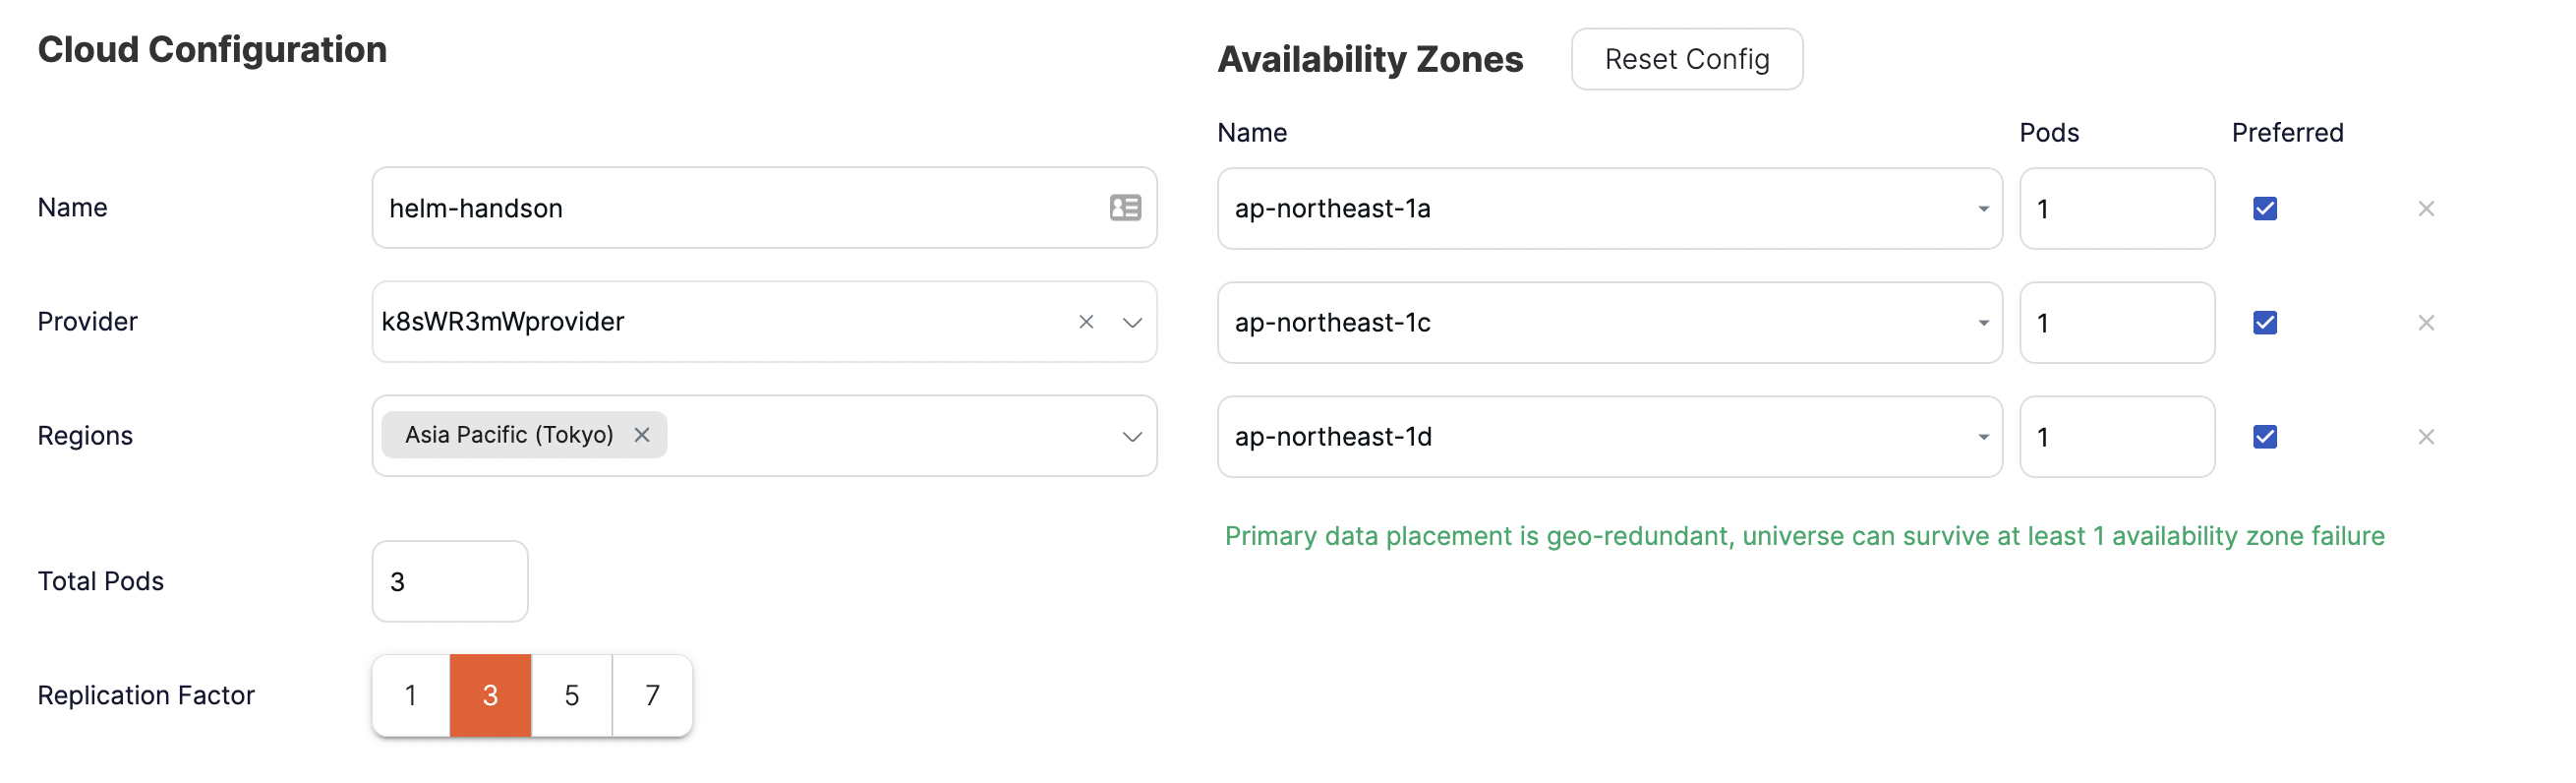 Cloud Configuration
Name
helm-handson
Provider
k8sWR3mWprovider
Regions
Asia Pacific (Tokyo)
Total Pods
3
Replication Factor
1 3 5 7
Availability Zones
Reset Config
Name Pods Preferred
ap-northeast-1a 1
ap-northeast-1c 1
ap-northeast-1d 1
Primary data placement is geo-redundant, universe can survive at least 1 availability zone failure